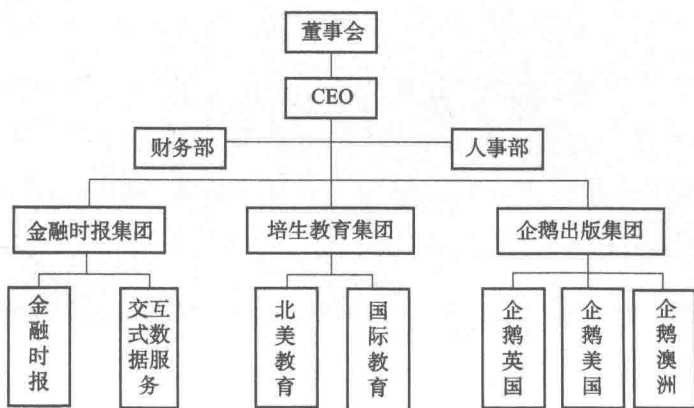 董事会
CEO
财务部
人事部
金融时报集团
培生教育集团
企鹅出版集团
金融时报
交互式数据服务
北美教育
国际教育
企鹅英国
企鹅美国
企鹅澳洲